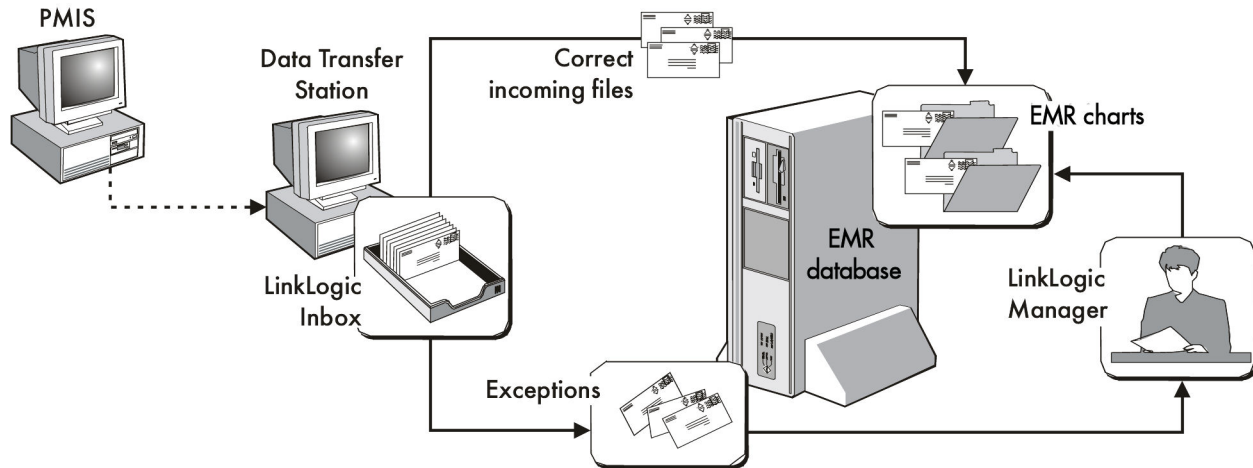 PMIS
Data Transfer
Station
Correct
incoming files
EMR charts
EMR
database
LinkLogic
Inbox
LinkLogic
Manager
Exceptions